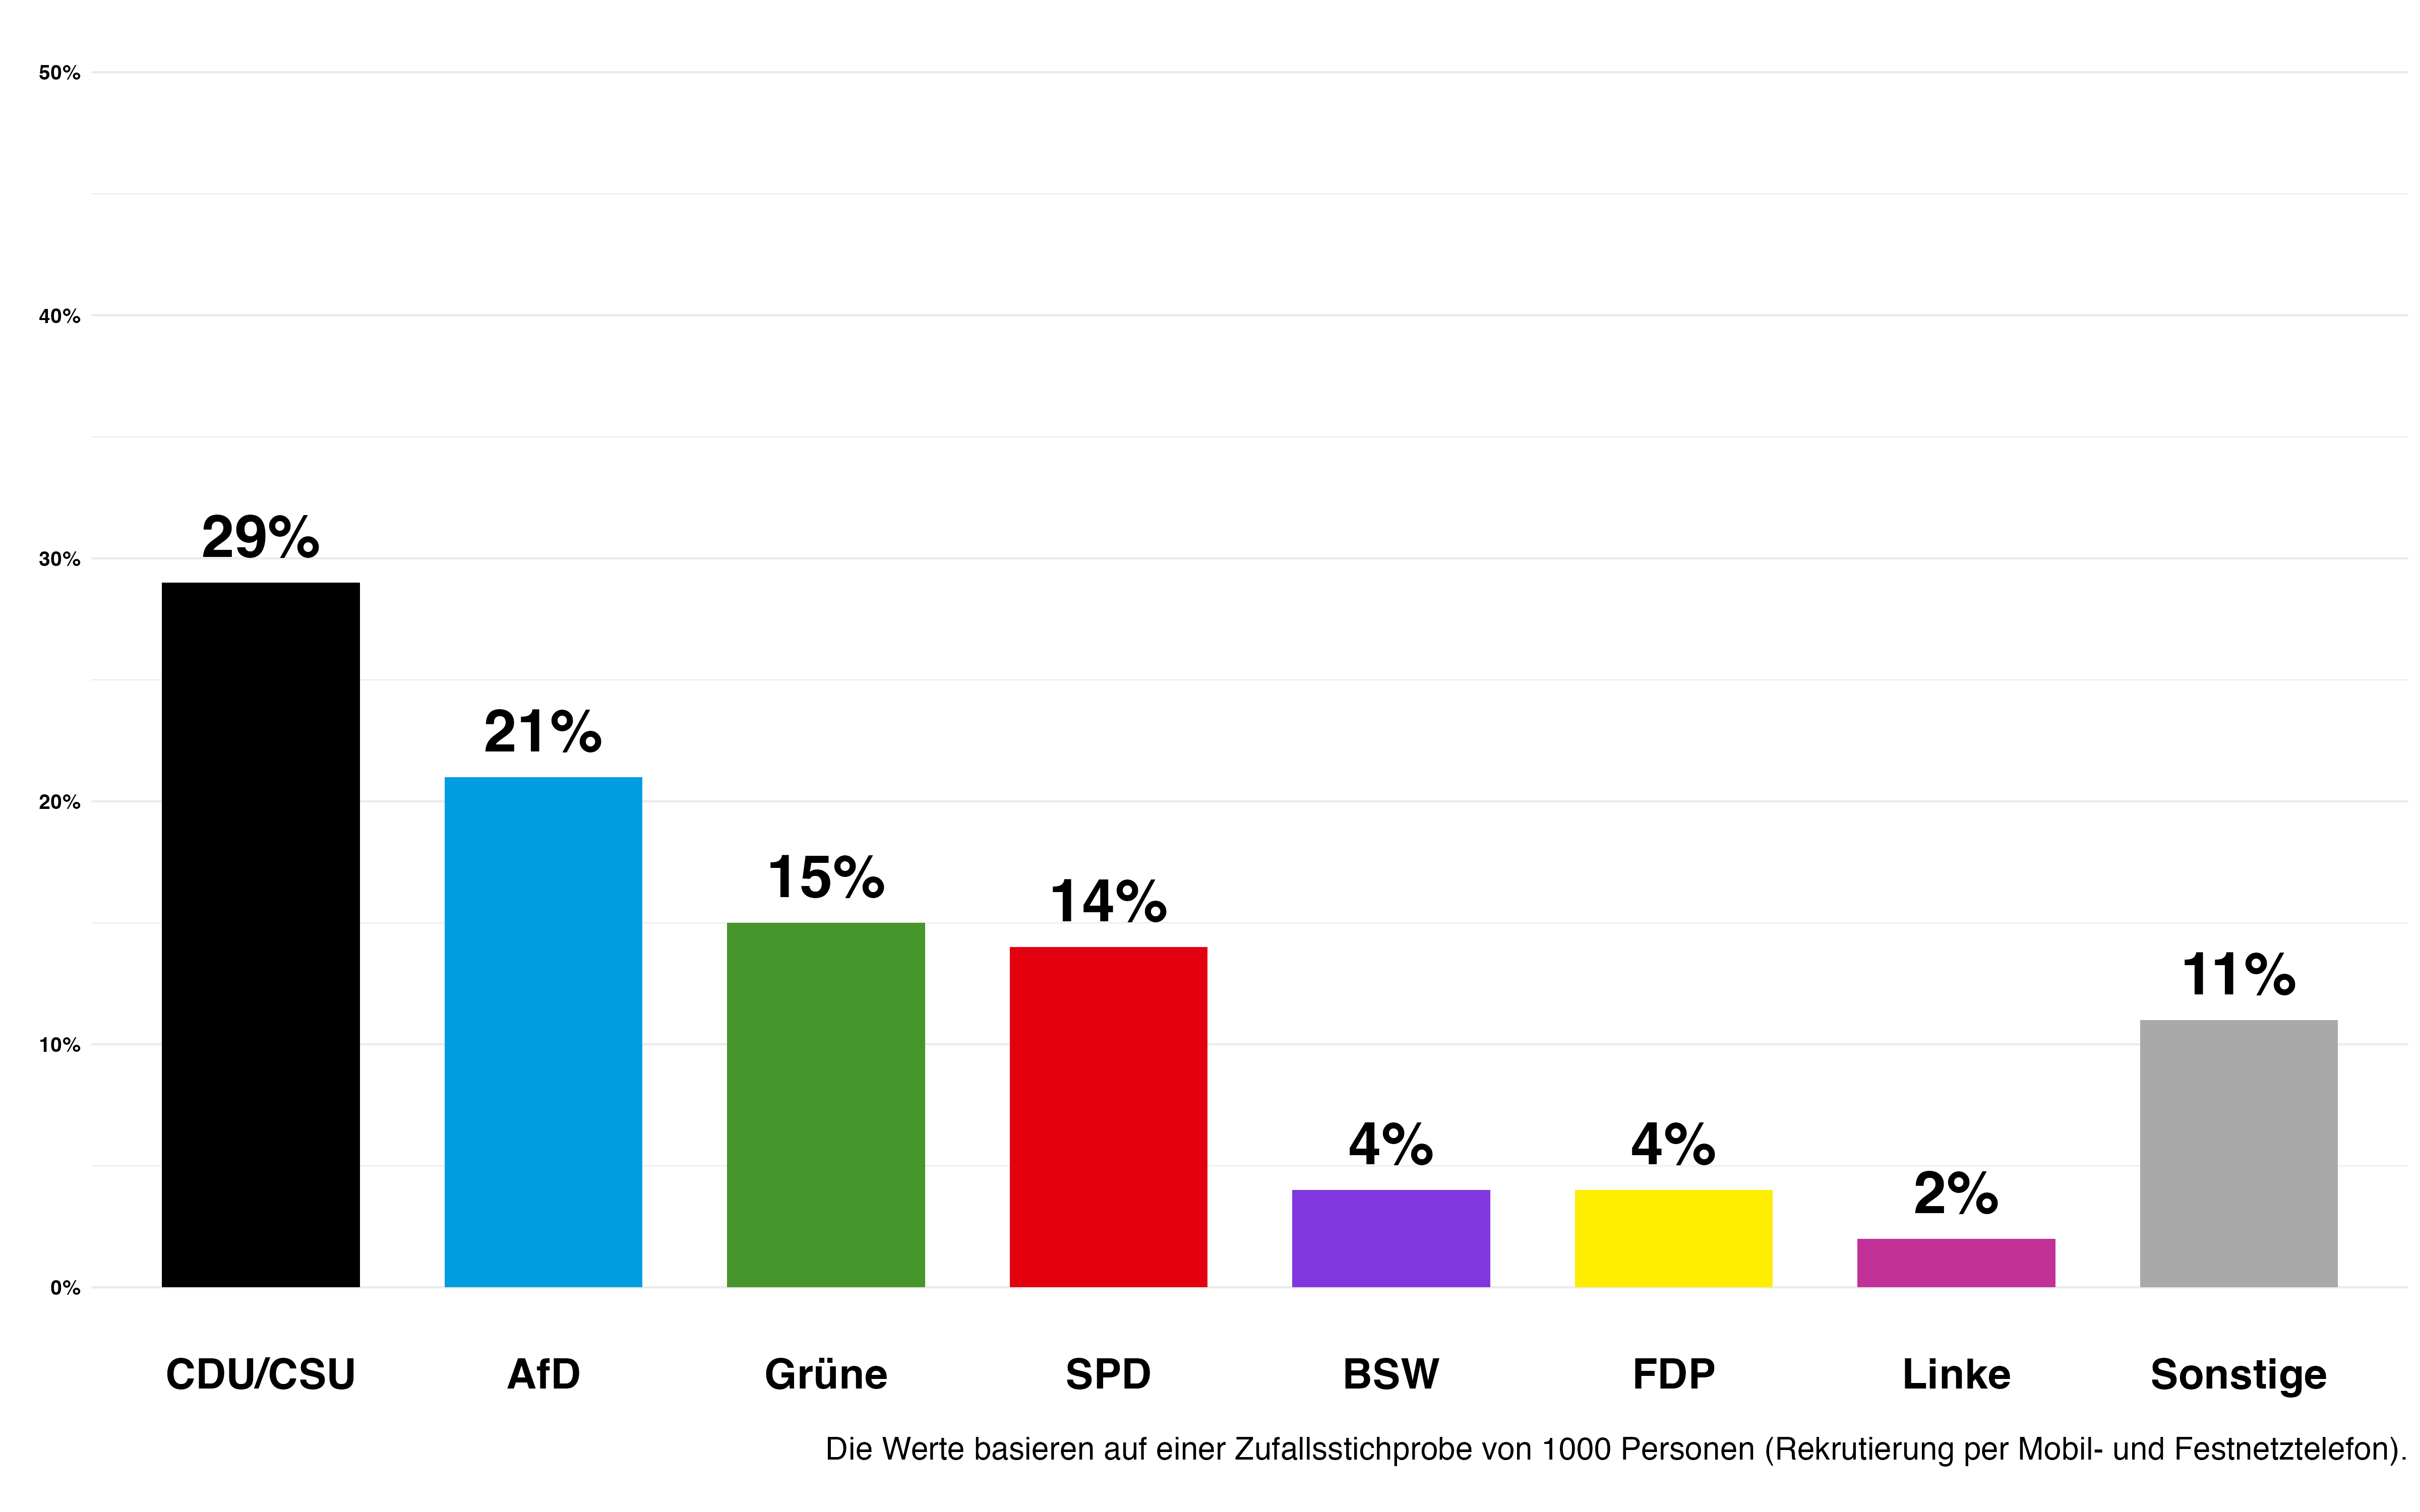 50%
40%
30%
20%
10%
0%
29%
21%
15%
14%
4%
4%
2%
11%
CDU/CSU
AfD
Grüne
SPD
BSW
FDP
Linke
Sonstige
Die Werte basieren auf einer Zufallsstichprobe von 1000 Personen (Rekrutierung per Mobil- und Festnetztelefon).